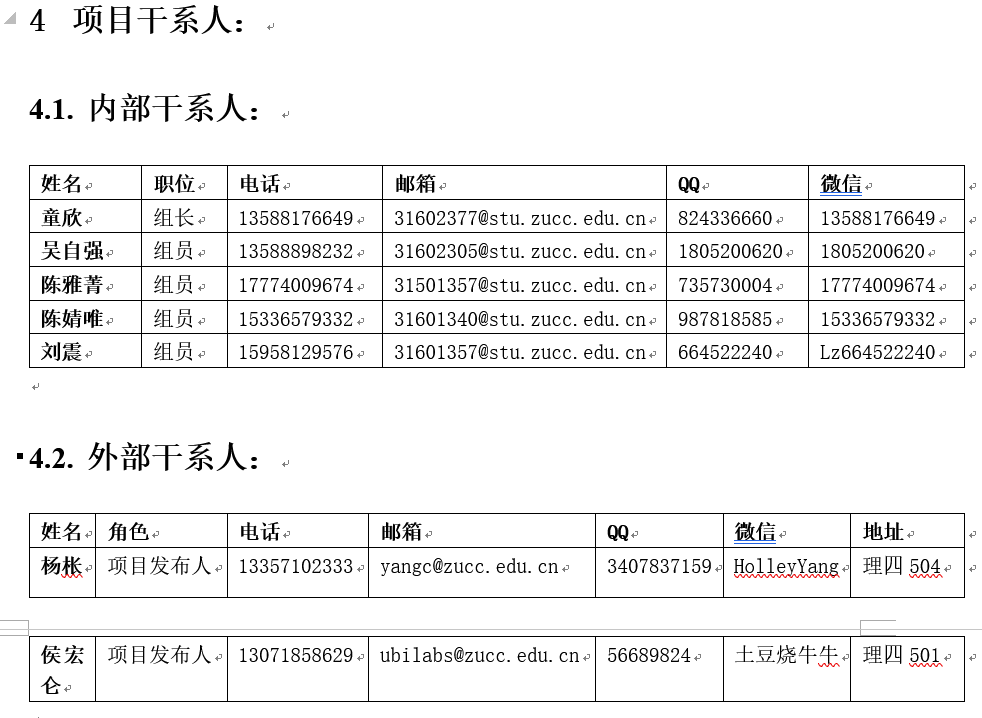 4 项目干系人：
4.1. 内部干系人：
姓名 职位 电话 邮箱 QQ 微信
童欣 组长 13588176649 31602377@stu.zucc.edu.cn 824336660 13588176649
吴自强 组员 13588898232 31602305@stu.zucc.edu.cn 1805200620 1805200620
陈雅菁 组员 17774009674 31501357@stu.zucc.edu.cn 735730004 17774009674
陈婧唯 组员 15336579332 31601340@stu.zucc.edu.cn 987818585 15336579332
刘震 组员 15958129576 31601357@stu.zucc.edu.cn 664522240 Lz664522240
4.2. 外部干系人：
姓名 角色 电话 邮箱 QQ 微信 地址
杨枨 项目发布人 13357102333 yangc@zucc.edu.cn 3407837159 HolleyYang 理四 504
侯宏 项目发布人 13071858629 ubilabs@zucc.edu.cn 56689824 土豆烧牛牛 理四 501
仑